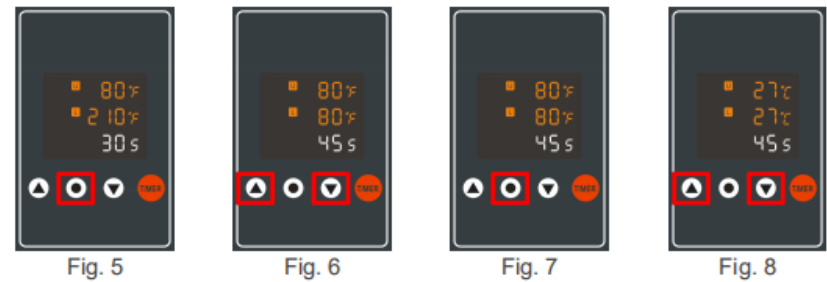 U 80°F
L 210°F
30s
TIMER
Fig. 5
U 80°F
L 80°F
45s
TIMER
Fig. 6
U 80°F
L 80°F
45s
TIMER
Fig. 7
U 27°C
L 27°C
45s
TIMER
Fig. 8